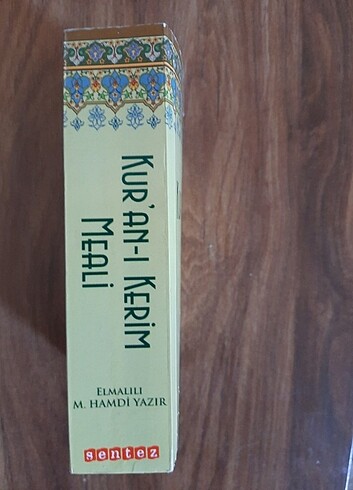 KUR'AN-I KERİM
MEALİ
ELMALILI
M. HAMDİ YAZIR
sentez